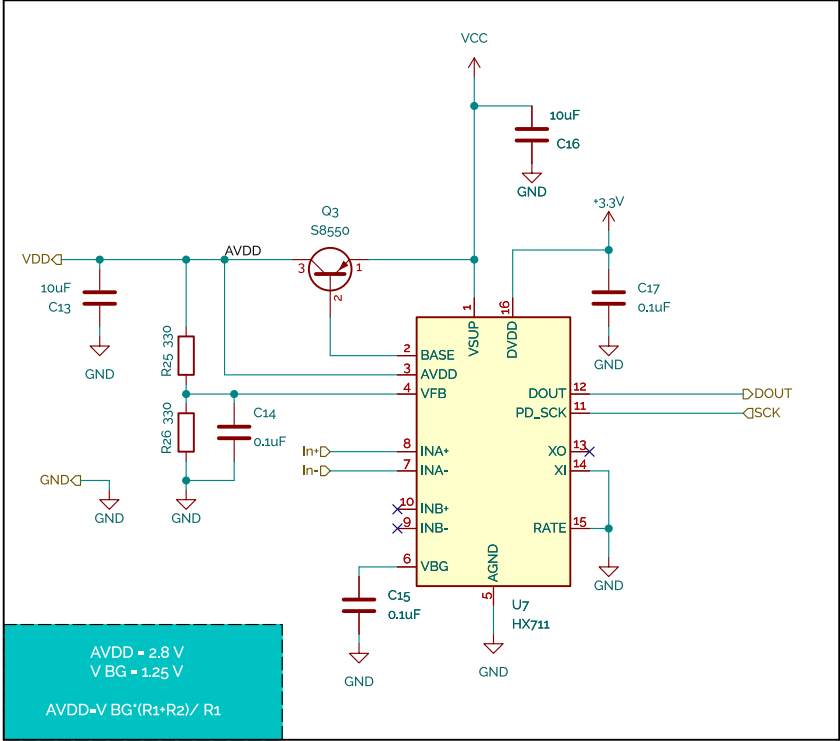 VCC
10uF
C16
GND
+3.3V
Q3
S8550
VDD
AVDD
3
1
2
10uF
C13
GND
C17
0.1uF
GND
1
VSUP
16
DVDD
R25 330
2
BASE
3
AVDD
4
VFB
DOUT
12
DOUT
PD_SCK
11
SCK
R26 330
C14
0.1uF
In+
8
INA+
In-
7
INA-
XO
13
XI
14
GND
GND
GND
10
INB+
9
INB-
RATE
15
6
VBG
AGND
5
GND
C15
0.1uF
U7
HX711
GND
GND
AVDD = 2.8 V
V BG = 1.25 V
AVDD=V BG*(R1+R2)/ R1